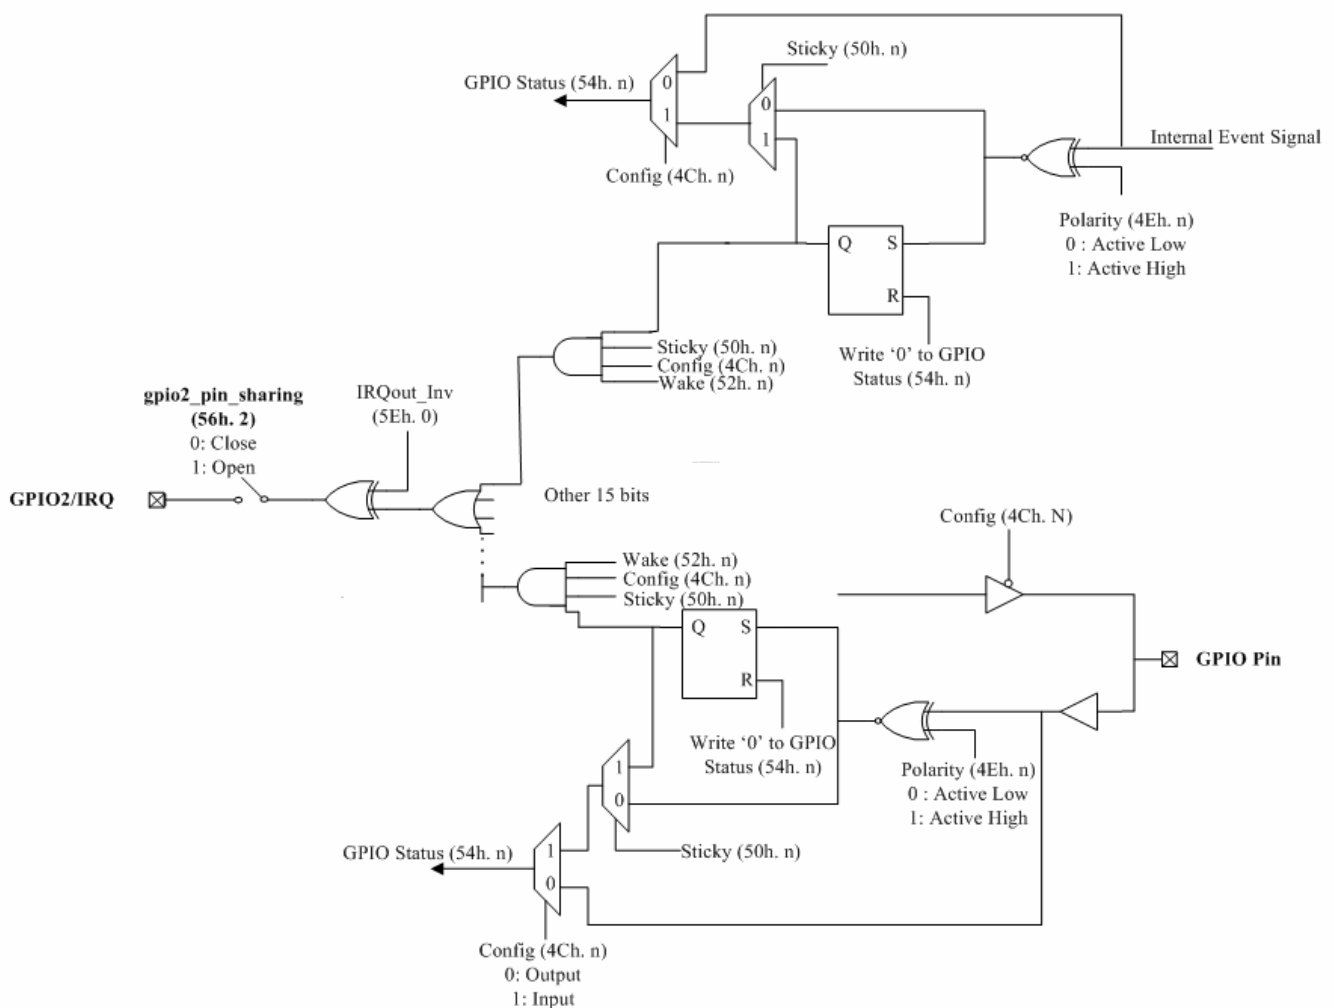 Sticky (50h. n)
GPIO Status (54h. n)
0
1
0
1
Config (4Ch. n)
Internal Event Signal
Polarity (4Eh. n)
0 : Active Low
1: Active High
Q
S
R
Write ‘0’ to GPIO
Status (54h. n)
Sticky (50h. n)
Config (4Ch. n)
Wake (52h. n)
gpio2_pin_sharing
(56h. 2)
0: Close
1: Open
IRQout_Inv
(5Eh. 0)
GPIO2/IRQ
Other 15 bits
Wake (52h. n)
Config (4Ch. n)
Sticky (50h. n)
Config (4Ch. N)
GPIO Pin
Q
S
R
Write ‘0’ to GPIO
Status (54h. n)
Polarity (4Eh. n)
0 : Active Low
1: Active High
1
0
Sticky (50h. n)
GPIO Status (54h. n)
1
0
Config (4Ch. n)
0: Output
1: Input